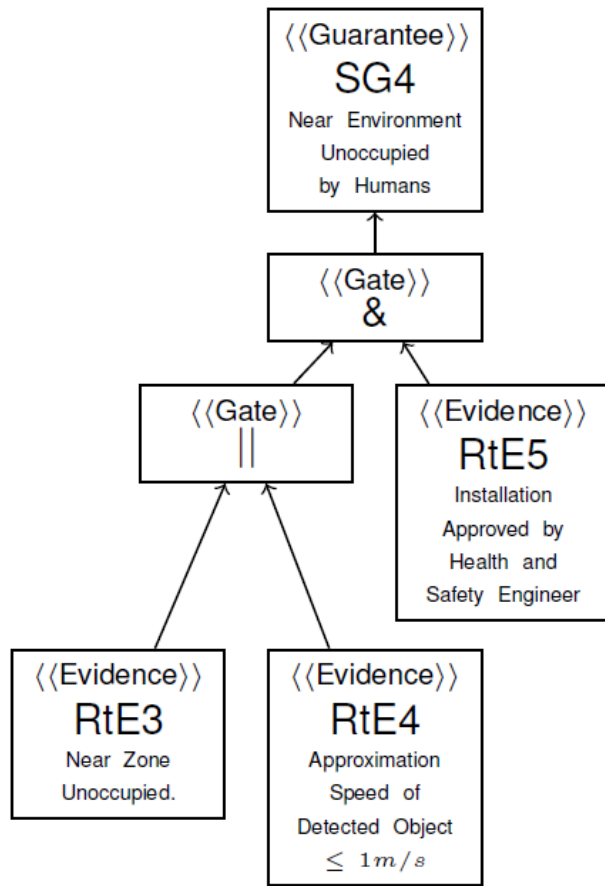 ⟨⟨Guarantee⟩⟩
SG4
Near Environment
Unoccupied
by Humans
⟨⟨Gate⟩⟩
&
⟨⟨Gate⟩⟩
||
⟨⟨Evidence⟩⟩
RtE5
Installation
Approved by
Health and
Safety Engineer
⟨⟨Evidence⟩⟩
RtE3
Near Zone
Unoccupied.
⟨⟨Evidence⟩⟩
RtE4
Approximation
Speed of
Detected Object
≤ 1m/s